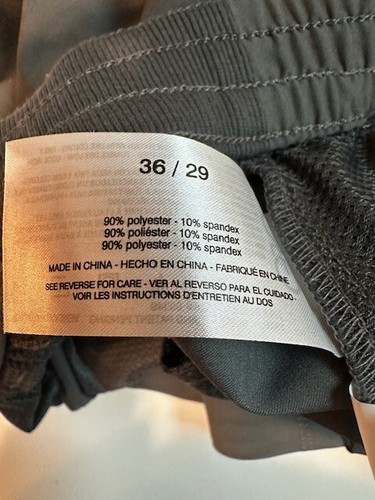 36 / 29
90% polyester - 10% spandex
90% poliéster - 10% spandex
90% polyester - 10% spandex
MADE IN CHINA - HECHO EN CHINA - FABRIQUÉ EN CHINE
SEE REVERSE FOR CARE - VER AL REVERSO PARA EL CUIDADO -
VOIR LES INSTRUCTIONS D'ENTRETIEN AU DOS